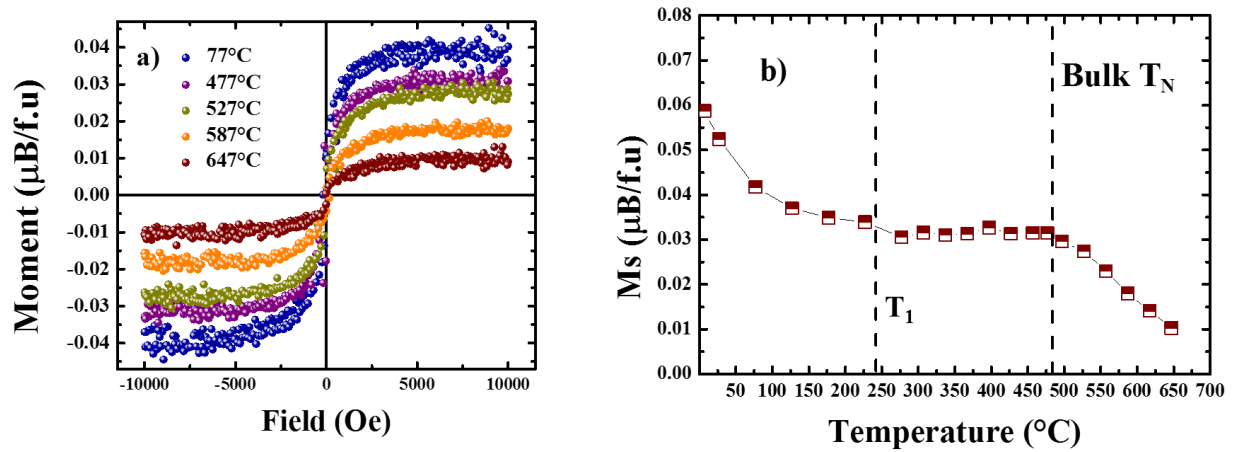 a)
77°C
477°C
527°C
587°C
647°C
0.04
0.03
0.02
0.01
0.00
-0.01
-0.02
-0.03
-0.04
Moment (μB/f.u)
-10000 -5000 0 5000 10000
Field (Oe)
b)
Bulk T_N
T_1
0.08
0.07
0.06
0.05
0.04
0.03
0.02
0.01
0.00
Ms (μB/f.u)
50 100 150 200 250 300 350 400 450 500 550 600 650 700
Temperature (°C)